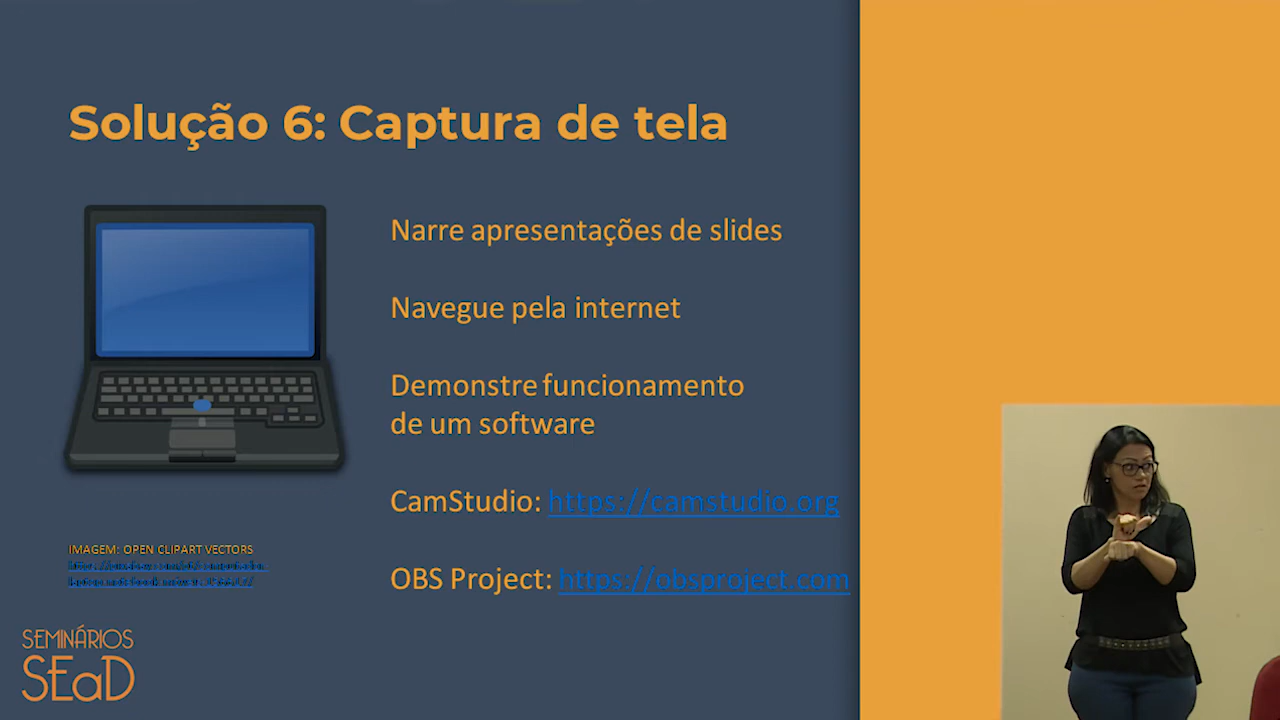 Solução 6: Captura de tela
Narre apresentações de slides
Navegue pela internet
Demonstre funcionamento
de um software
CamStudio: https://camstudio.org
OBS Project: https://obsproject.com
IMAGEM: OPEN CLIPART VECTORS
SEMINÁRIOS
SEaD